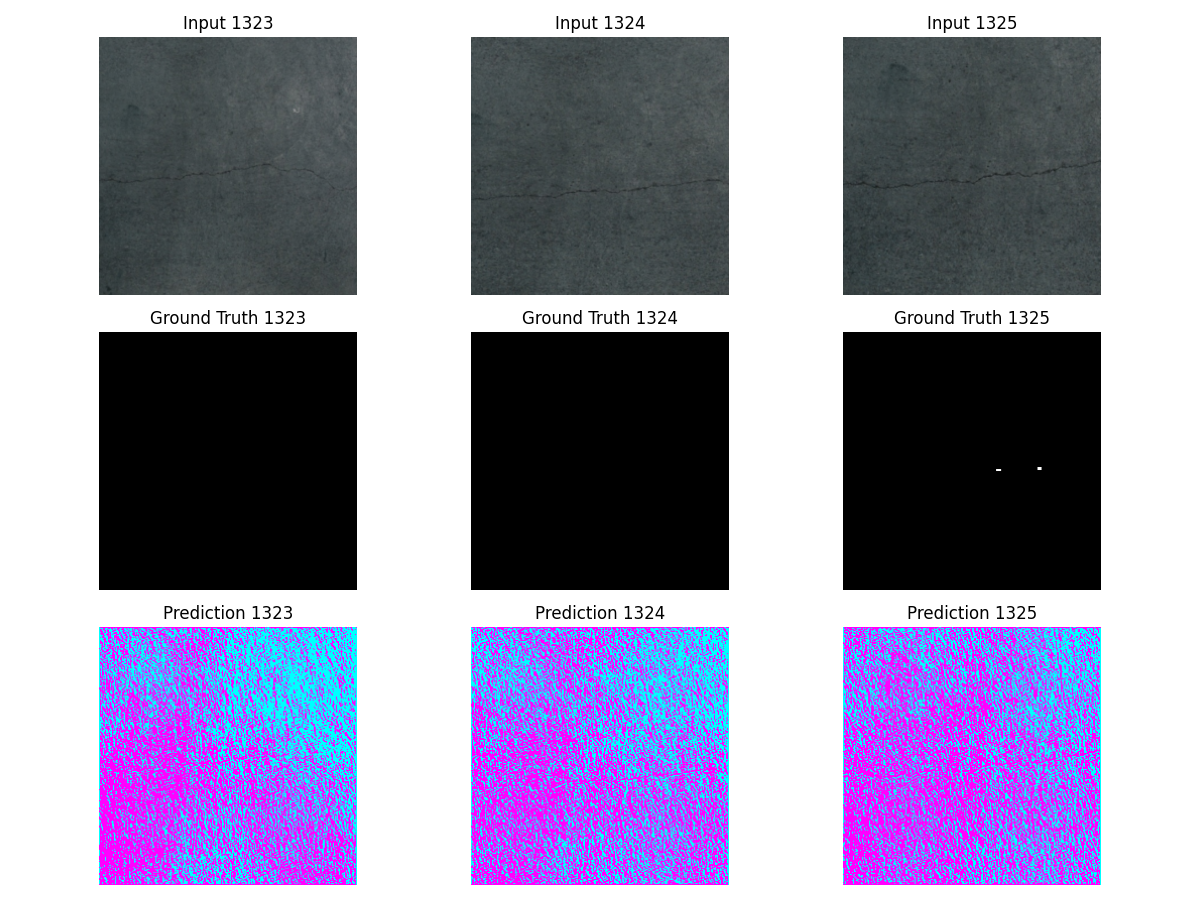 Input 1323
Input 1324
Input 1325
Ground Truth 1323
Ground Truth 1324
Ground Truth 1325
Prediction 1323
Prediction 1324
Prediction 1325